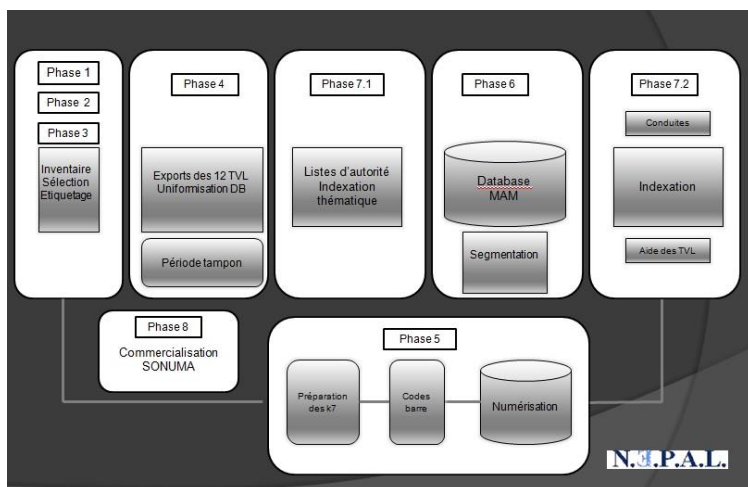 Phase 1
Phase 2
Phase 3
Inventaire
Sélection
Etiquetage
Phase 4
Exports des 12 TVL
Uniformisation DB
Période tampon
Phase 7.1
Listes d'autorité
Indexation
thématique
Phase 6
Database
MAM
Segmentation
Phase 7.2
Conduites
Indexation
Aide des TVL
Phase 8
Commercialisation
SONUMA
Phase 5
Préparation
des k7
Codes
barre
Numérisation
N.E.P.A.L.